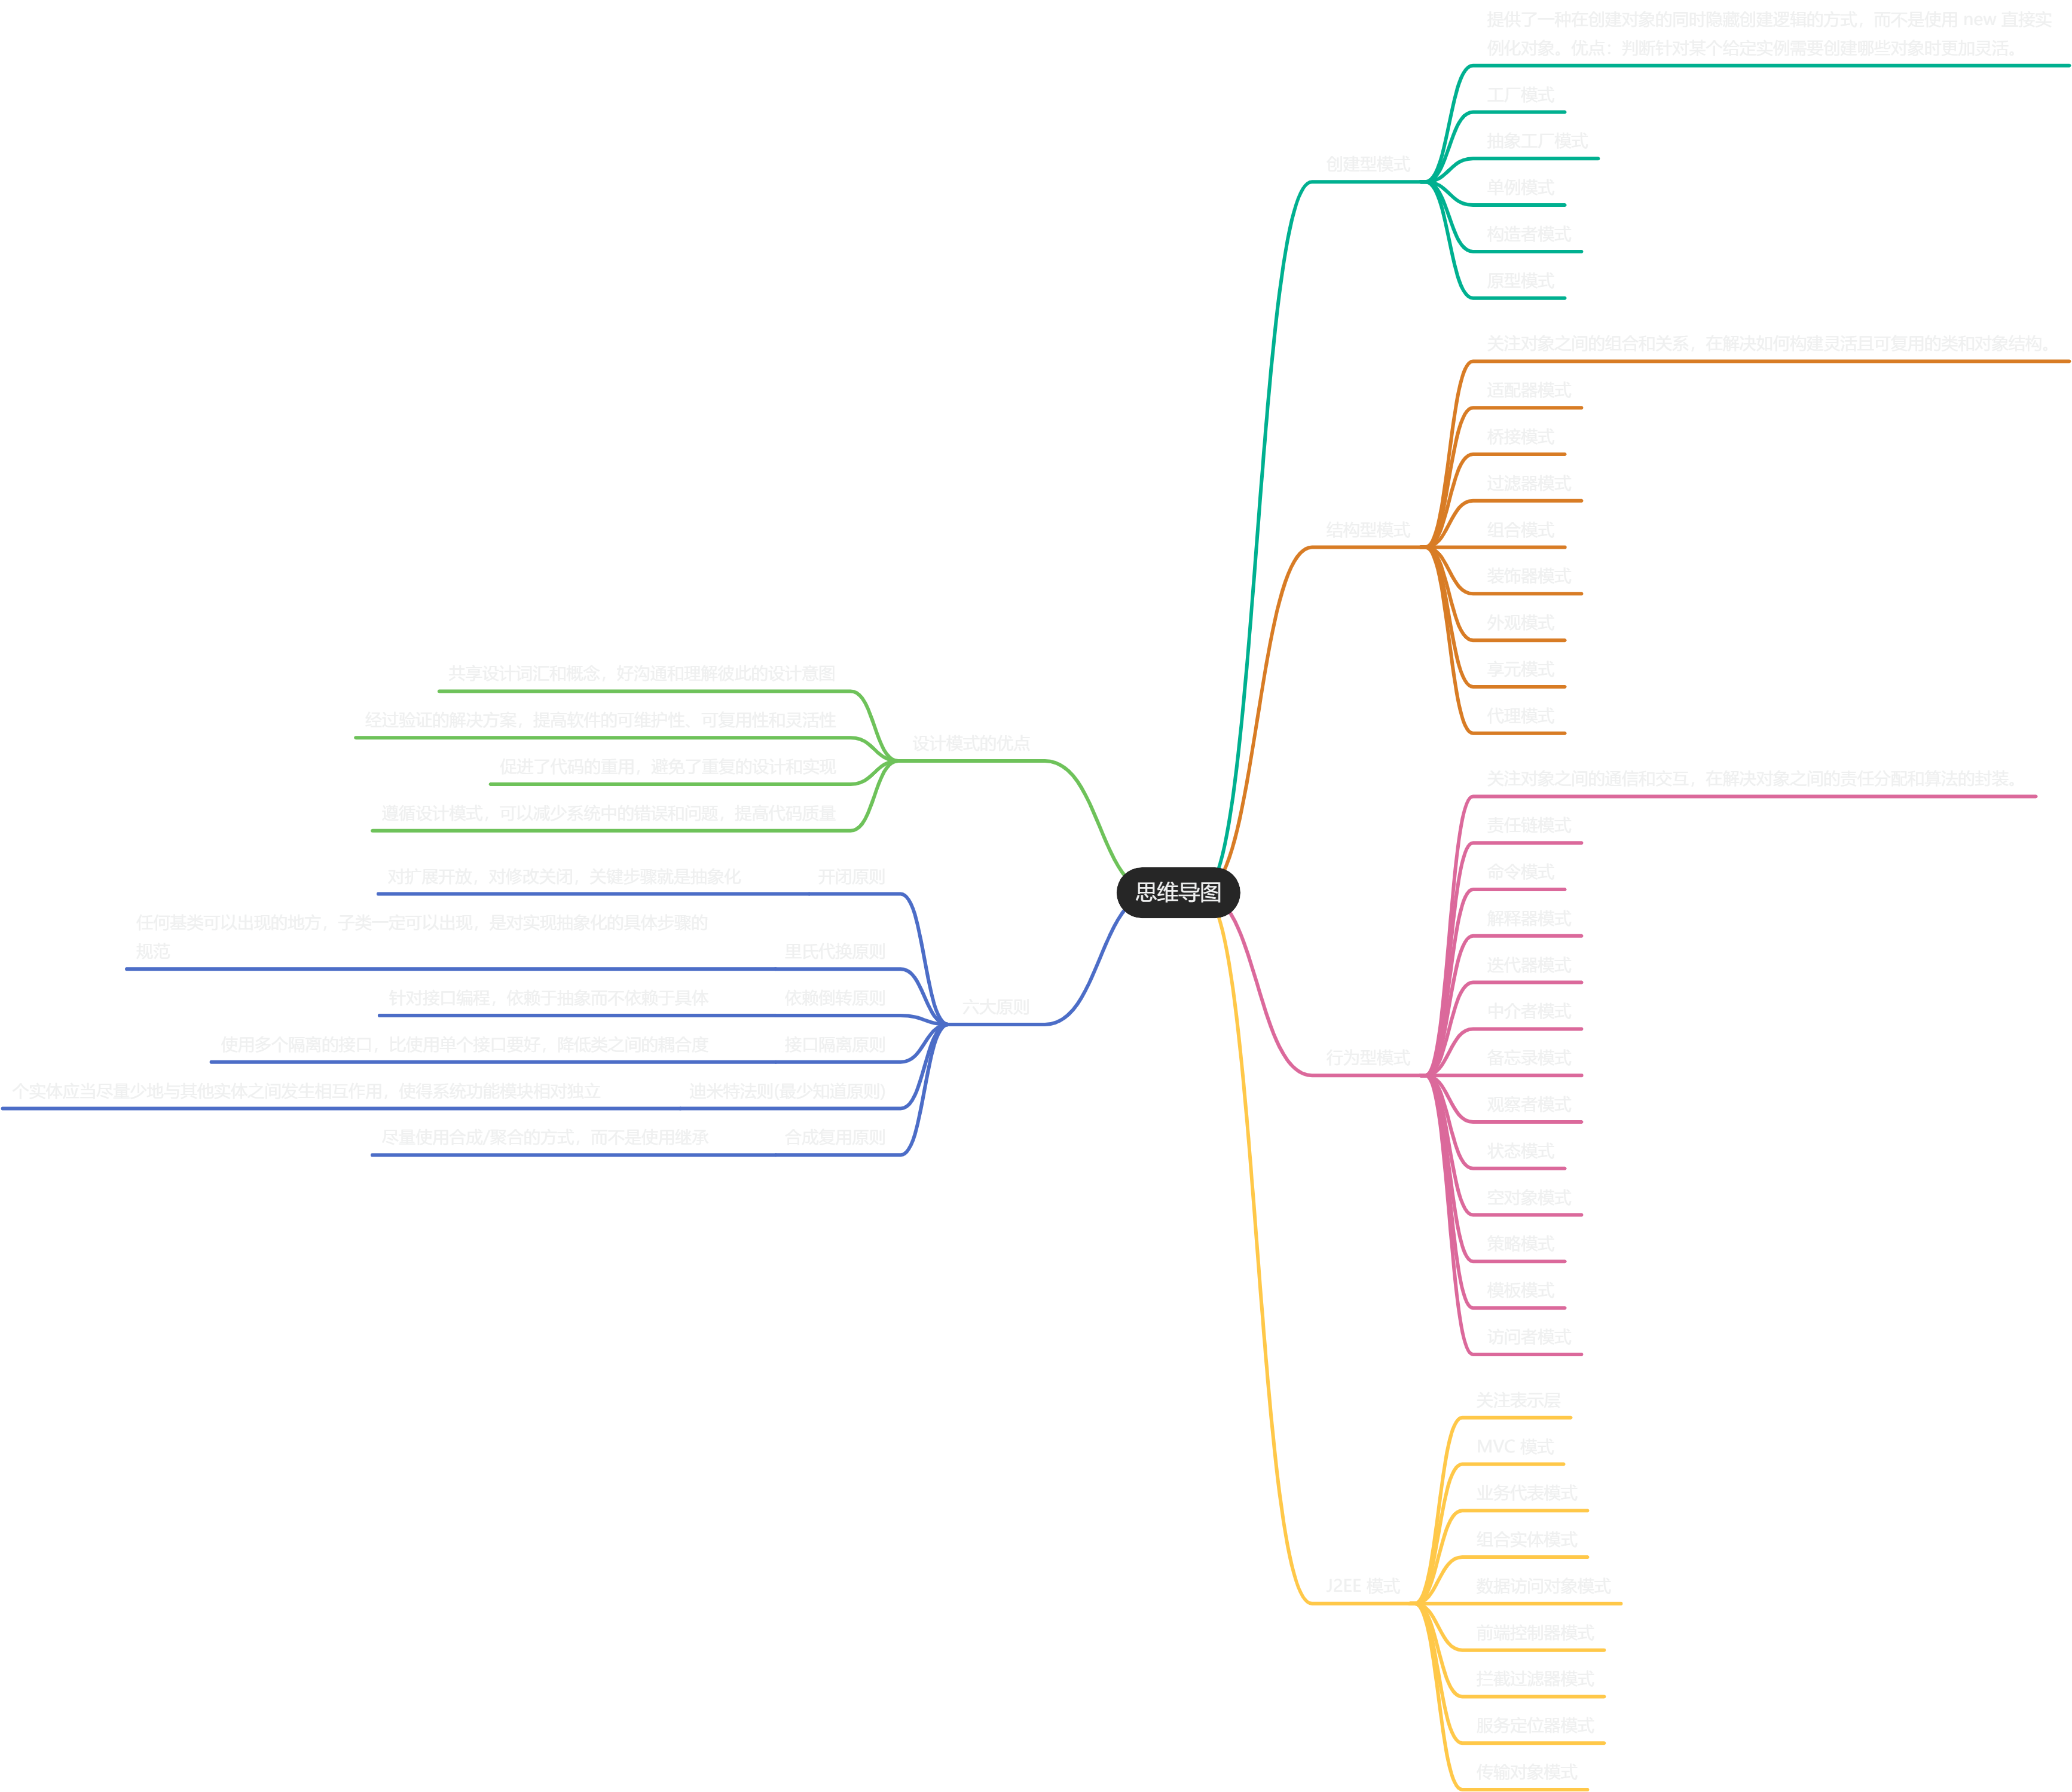 思维导图
创建型模式
提供了一种在创建对象的同时隐藏创建逻辑的方式，而不是使用 new 直接实
例化对象。优点：判断针对某个给定实例需要创建哪些对象时更加灵活。
工厂模式
抽象工厂模式
单例模式
构造者模式
原型模式
结构型模式
关注对象之间的组合和关系，在解决如何构建灵活且可复用的类和对象结构。
适配器模式
桥接模式
过滤器模式
组合模式
装饰器模式
外观模式
享元模式
代理模式
行为型模式
关注对象之间的通信和交互，在解决对象之间的责任分配和算法的封装。
责任链模式
命令模式
解释器模式
迭代器模式
中介者模式
备忘录模式
观察者模式
状态模式
空对象模式
策略模式
模板模式
访问者模式
J2EE 模式
关注表示层
MVC 模式
业务代表模式
组合实体模式
数据访问对象模式
前端控制器模式
拦截过滤器模式
服务定位器模式
传输对象模式
设计模式的优点
共享设计词汇和概念，好沟通和理解彼此的设计意图
经过验证的解决方案，提高软件的可维护性、可复用性和灵活性
促进了代码的重用，避免了重复的设计和实现
遵循设计模式，可以减少系统中的错误和问题，提高代码质量
六大原则
开闭原则
对扩展开放，对修改关闭，关键步骤就是抽象化
里氏代换原则
任何基类可以出现的地方，子类一定可以出现，是对实现抽象化的具体步骤的
规范
依赖倒转原则
针对接口编程，依赖于抽象而不依赖于具体
接口隔离原则
使用多个隔离的接口，比使用单个接口要好，降低类之间的耦合度
迪米特法则(最少知道原则)
个实体应当尽量少地与其他实体之间发生相互作用，使得系统功能模块相对独立
合成复用原则
尽量使用合成/聚合的方式，而不是使用继承